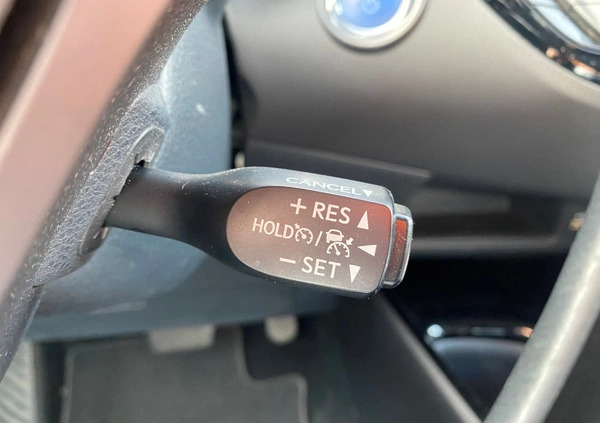 CANCEL▼
+ RES ▲
HOLD / ◀
− SET ▼